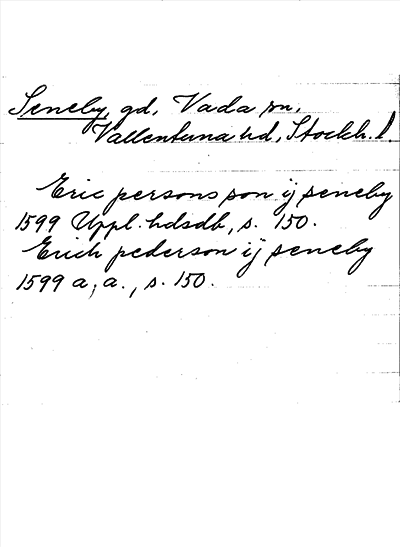 Seneby, gd, Vada sn,
Vallentuna hd, Stockh. l.
Eric persons son ij seneby
1599 Uppl. hdsdb, s. 150.
Erich pederson ij seneby
1599 a. a., s. 150.